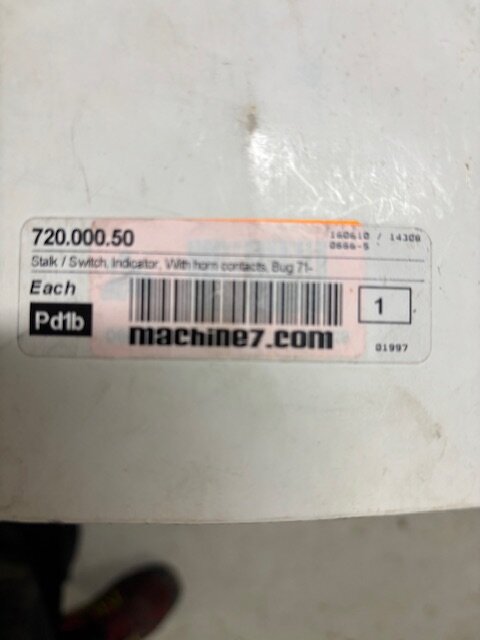 720.000.50
160610 / 14308
0666-5
Stalk / Switch, Indicator, With horn contacts, Bug 71-
Each
1
Pd1b
machine7.com
01997